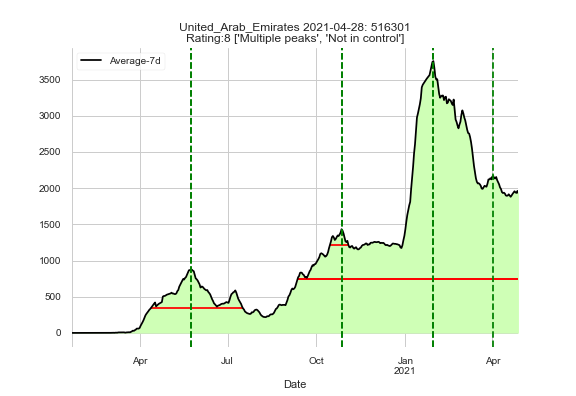 United_Arab_Emirates 2021-04-28: 516301
Rating:8 ['Multiple peaks', 'Not in control']
Average-7d
3500
3000
2500
2000
1500
1000
500
0
Apr
Jul
Oct
Jan
2021
Apr
Date